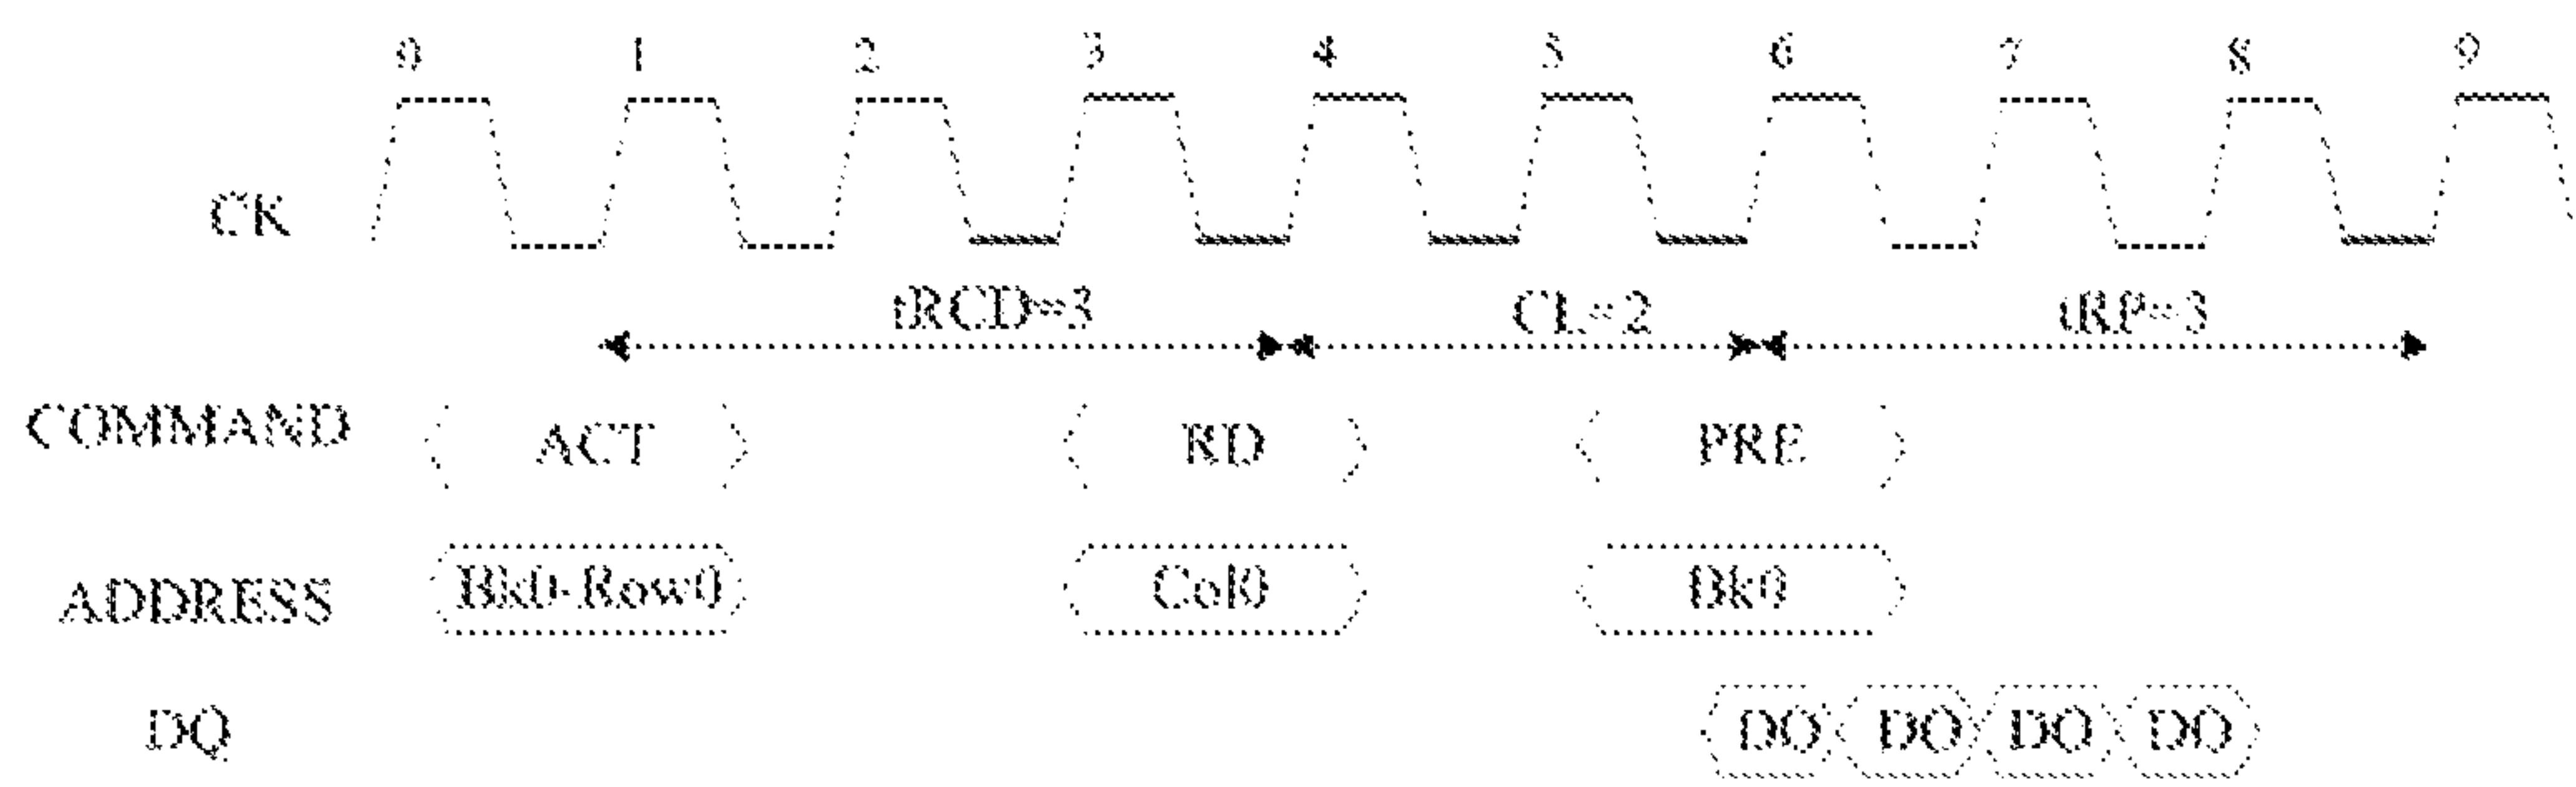 0 1 2 3 4 5 6 7 8 9
CK
tRCD=3 CL=2 tRP=3
COMMAND ACT RD PRE
ADDRESS Bk0-Row0 Col0 Bk0
DQ DO DO DO DO